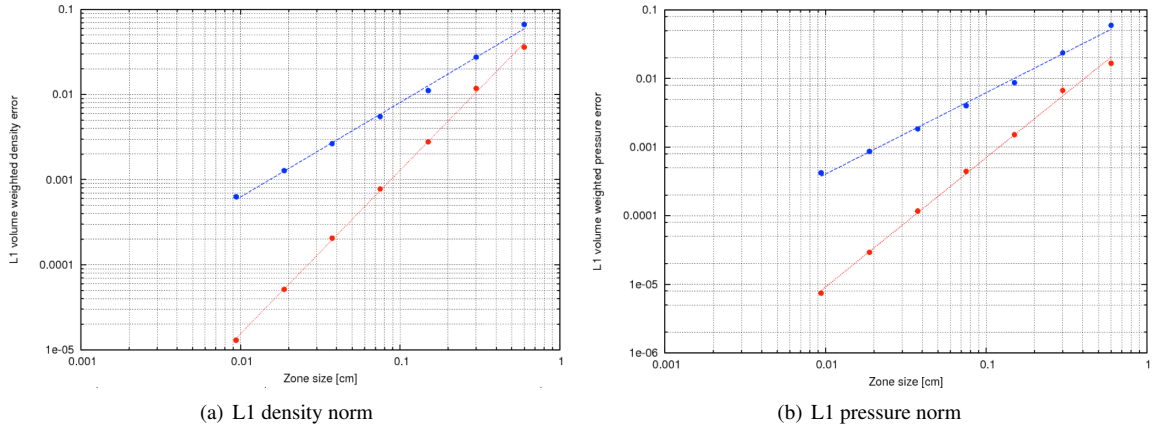 0.1
0.01
0.001
0.0001
1e-05
L1 volume weighted density error
0.001
0.01
0.1
1
Zone size [cm]
(a) L1 density norm
0.1
0.01
0.001
0.0001
1e-05
1e-06
L1 volume weighted pressure error
0.001
0.01
0.1
1
Zone size [cm]
(b) L1 pressure norm